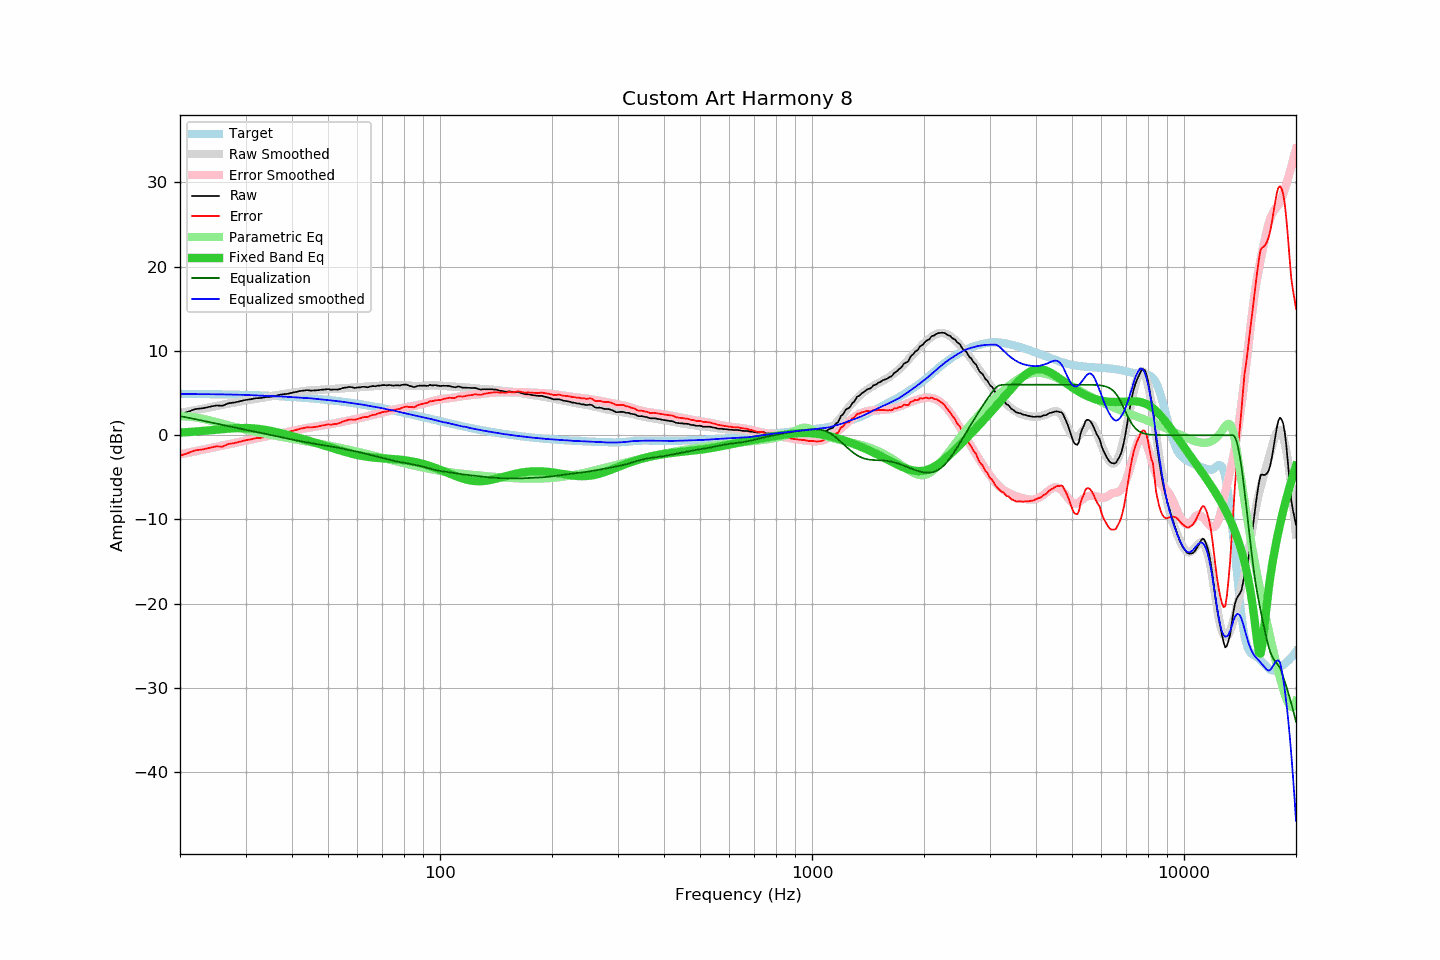 Custom Art Harmony 8
Target
Raw Smoothed
Error Smoothed
Raw
Error
Parametric Eq
Fixed Band Eq
Equalization
Equalized smoothed
30
20
10
0
−10
−20
−30
−40
Amplitude (dBr)
100
1000
10000
Frequency (Hz)